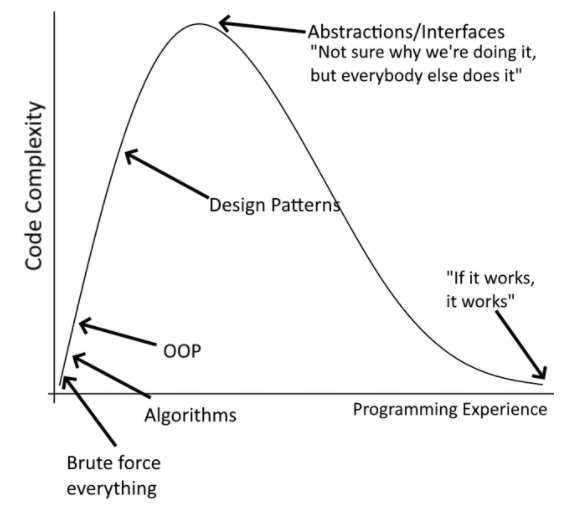 Abstractions/Interfaces
"Not sure why we're doing it,
but everybody else does it"
Code Complexity
Design Patterns
"If it works,
it works"
OOP
Algorithms
Programming Experience
Brute force
everything